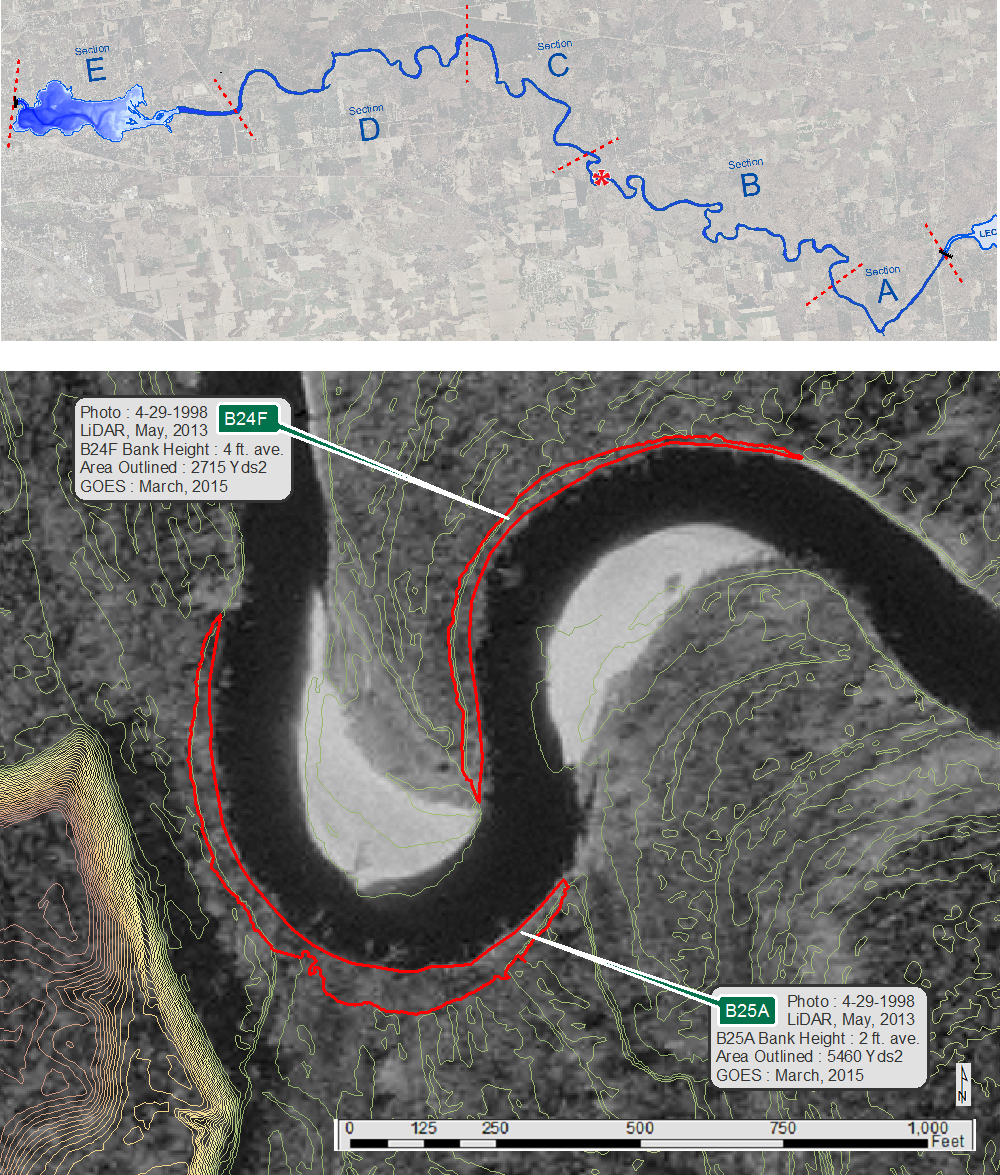 Section
E
Section
D
Section
C
Section
B
Section
A
LEC
B24F
Photo : 4-29-1998
LiDAR, May, 2013
B24F Bank Height : 4 ft. ave.
Area Outlined : 2715 Yds2
GOES : March, 2015
B25A
Photo : 4-29-1998
LiDAR, May, 2013
B25A Bank Height : 2 ft. ave.
Area Outlined : 5460 Yds2
GOES : March, 2015
N
0 125 250 500 750 1,000
Feet